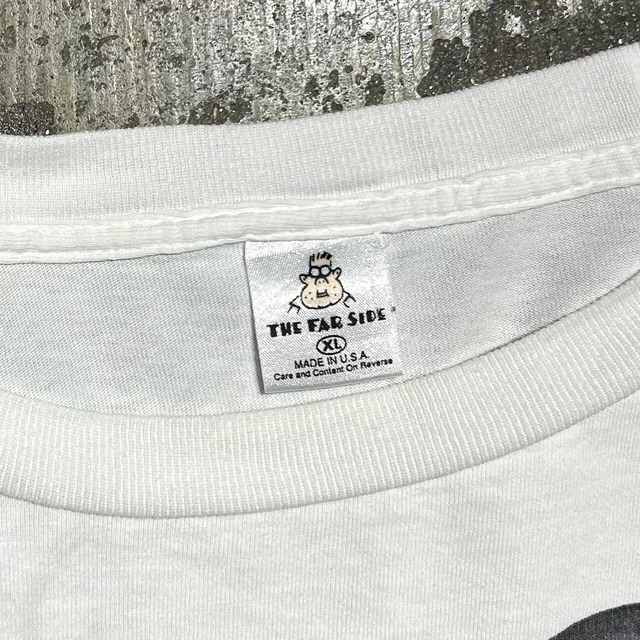 THE FAR SIDE®
XL
MADE IN U.S.A.
Care and Content On Reverse